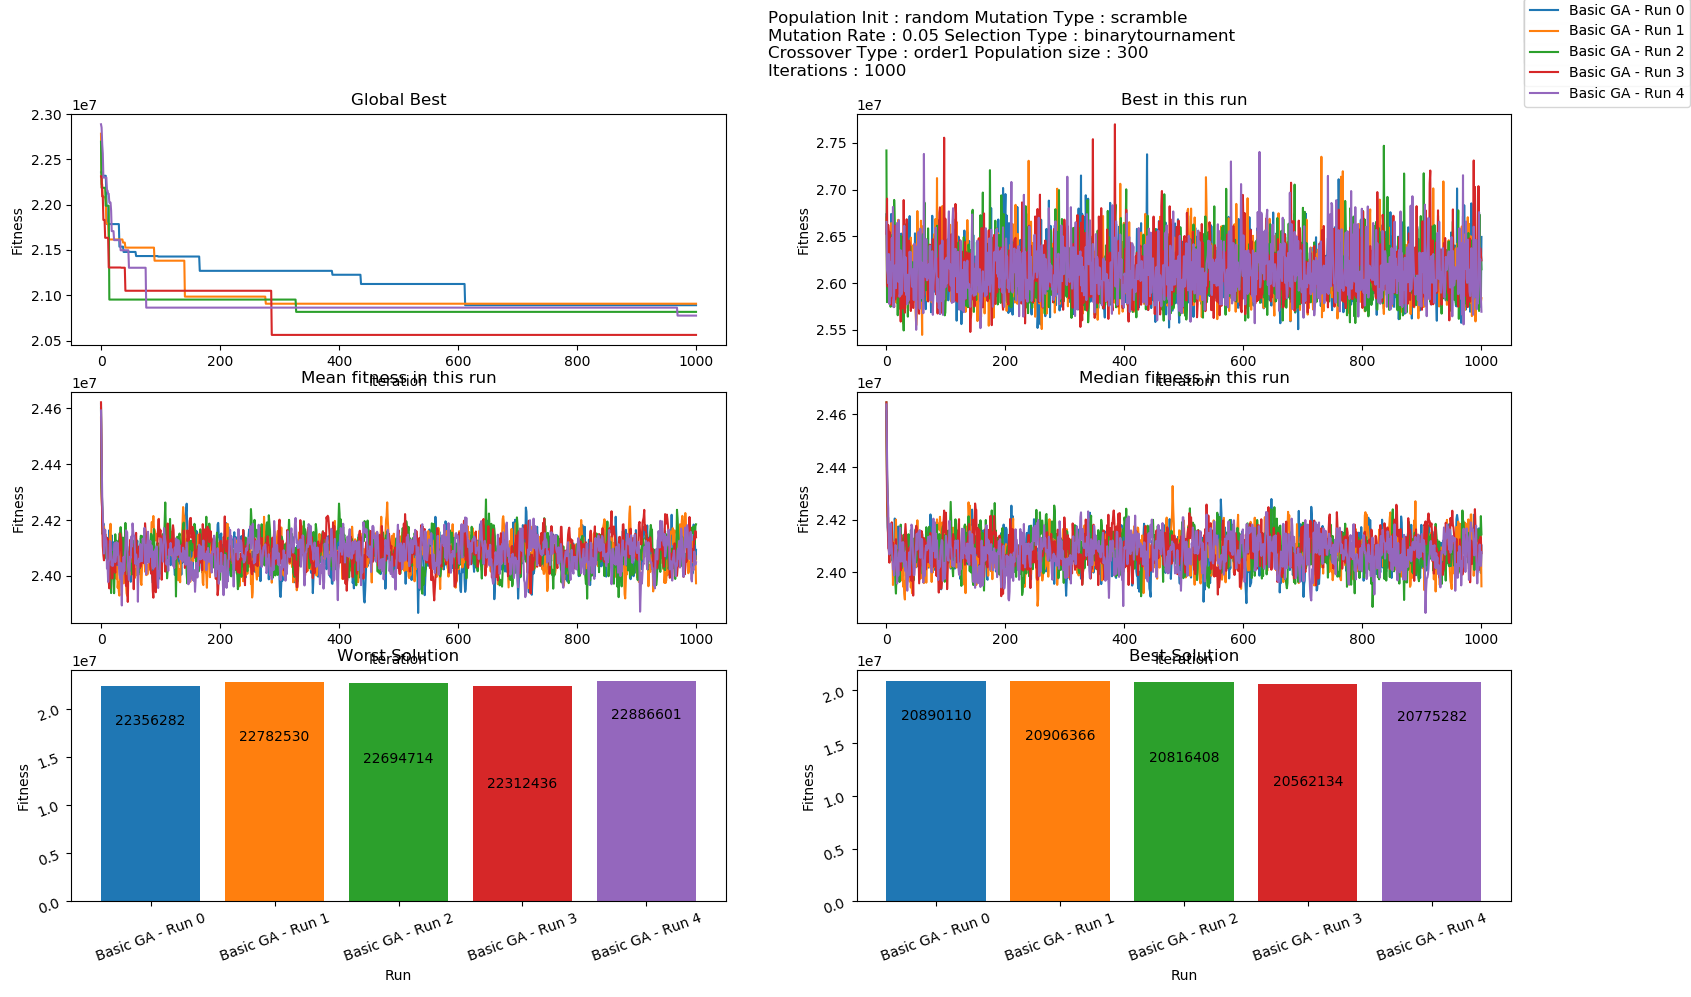 Population Init : random Mutation Type : scramble
Mutation Rate : 0.05 Selection Type : binarytournament
Crossover Type : order1 Population size : 300
Iterations : 1000
Basic GA - Run 0
Basic GA - Run 1
Basic GA - Run 2
Basic GA - Run 3
Basic GA - Run 4
Global Best
1e7
2.30
2.25
2.20
2.15
2.10
2.05
Fitness
0 200 400 600 800 1000
Iteration
Best in this run
1e7
2.75
2.70
2.65
2.60
2.55
Fitness
0 200 400 600 800 1000
Iteration
Mean fitness in this run
2.46
2.44
2.42
2.40
Fitness
0 200 400 600 800 1000
Iteration
Median fitness in this run
1e7
2.46
2.44
2.42
2.40
Fitness
0 200 400 600 800 1000
Iteration
Worst Solution
1e7
2.0
1.5
1.0
0.5
0.0
Fitness
22356282
22782530
22694714
22312436
22886601
Basic GA - Run 0
Basic GA - Run 1
Basic GA - Run 2
Basic GA - Run 3
Basic GA - Run 4
Run
Best Solution
1e7
2.0
1.5
1.0
0.5
0.0
Fitness
20890110
20906366
20816408
20562134
20775282
Basic GA - Run 0
Basic GA - Run 1
Basic GA - Run 2
Basic GA - Run 3
Basic GA - Run 4
Run